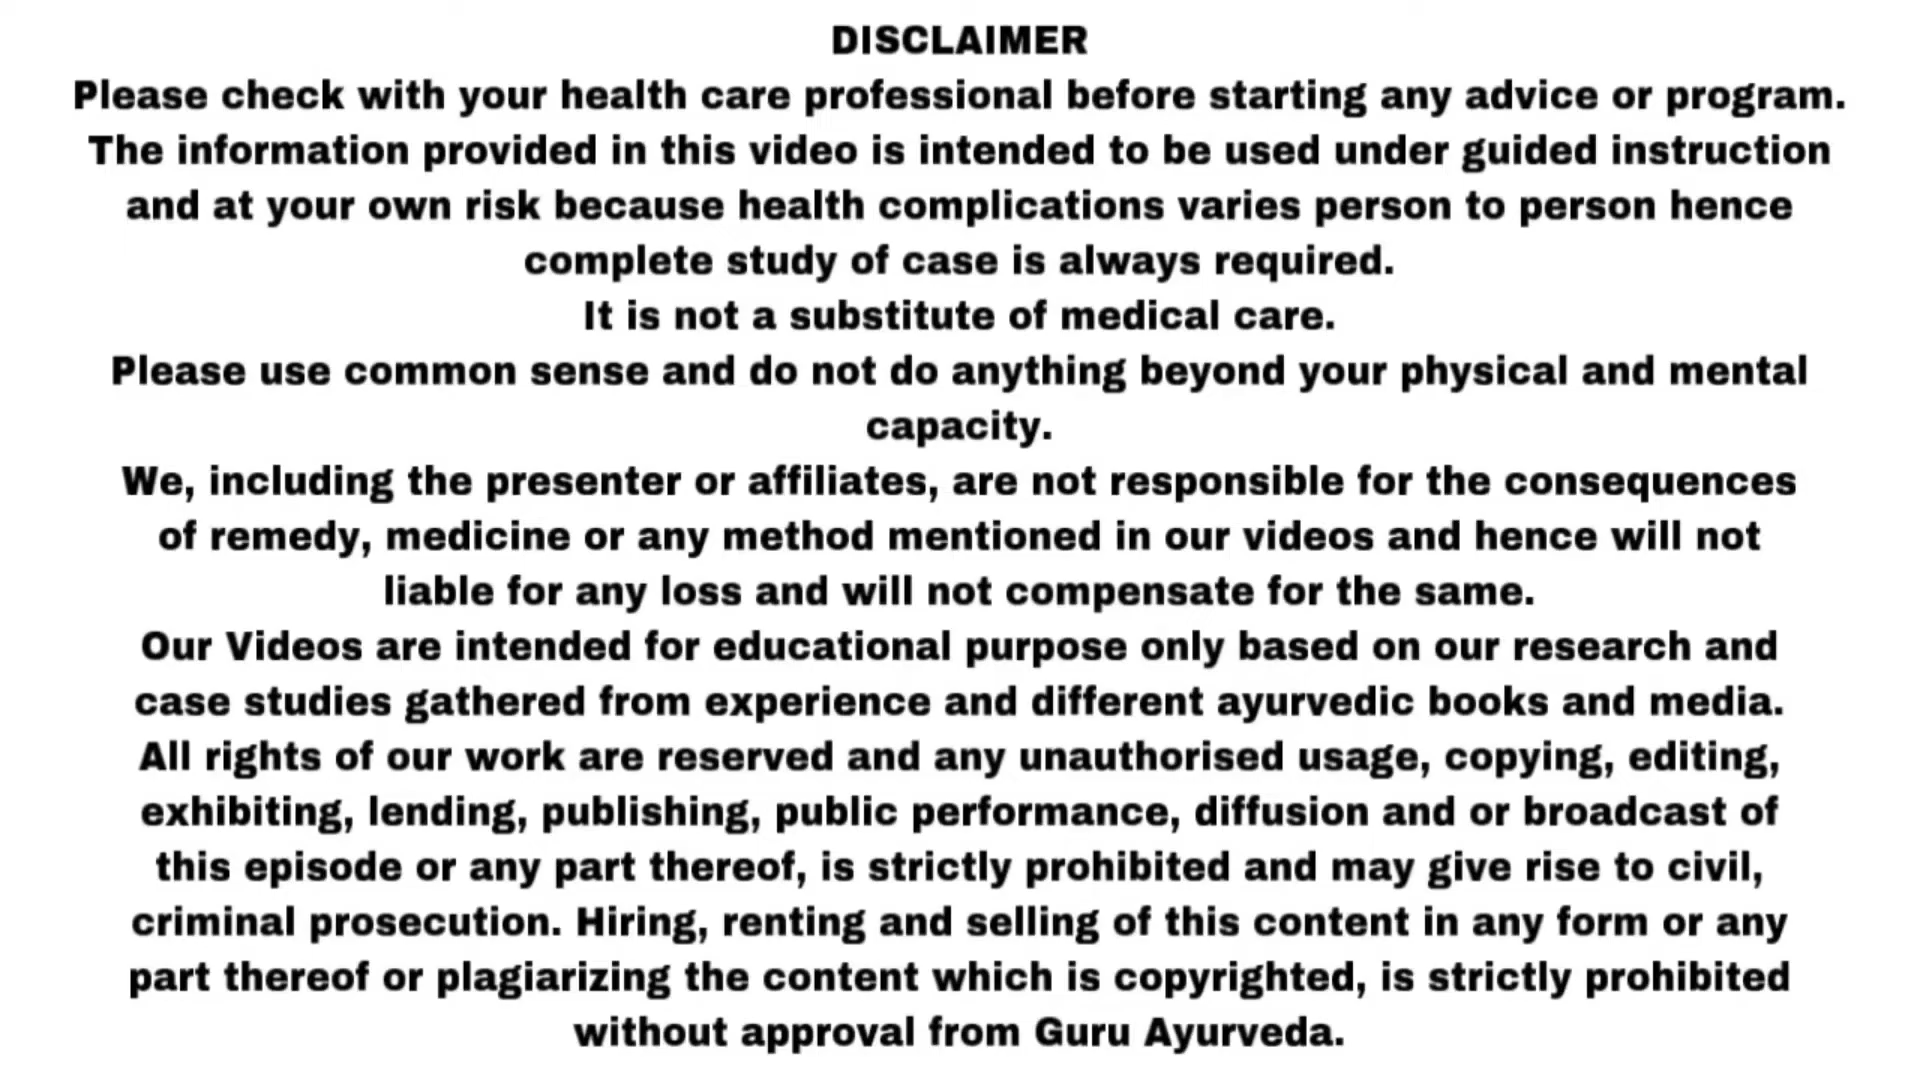 DISCLAIMER
Please check with your health care professional before starting any advice or program.
The information provided in this video is intended to be used under guided instruction
and at your own risk because health complications varies person to person hence
complete study of case is always required.
It is not a substitute of medical care.
Please use common sense and do not do anything beyond your physical and mental
capacity.
We, including the presenter or affiliates, are not responsible for the consequences
of remedy, medicine or any method mentioned in our videos and hence will not
liable for any loss and will not compensate for the same.
Our Videos are intended for educational purpose only based on our research and
case studies gathered from experience and different ayurvedic books and media.
All rights of our work are reserved and any unauthorised usage, copying, editing,
exhibiting, lending, publishing, public performance, diffusion and or broadcast of
this episode or any part thereof, is strictly prohibited and may give rise to civil,
criminal prosecution. Hiring, renting and selling of this content in any form or any
part thereof or plagiarizing the content which is copyrighted, is strictly prohibited
without approval from Guru Ayurveda.